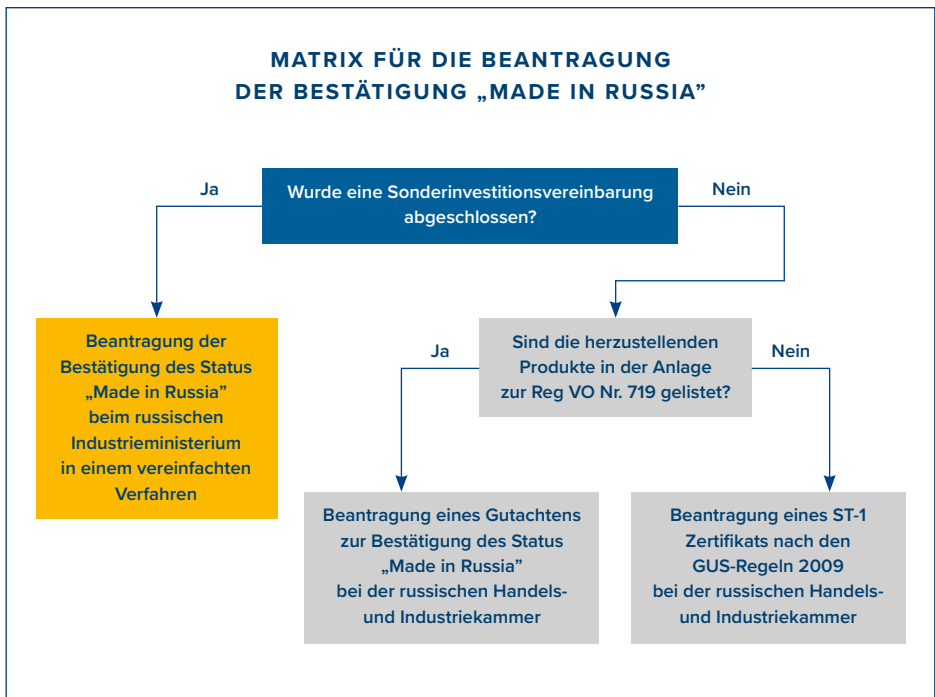 MATRIX FÜR DIE BEANTRAGUNG
DER BESTÄTIGUNG „MADE IN RUSSIA”
Ja
Wurde eine Sonderinvestitionsvereinbarung
abgeschlossen?
Nein
Beantragung der
Bestätigung des Status
„Made in Russia”
beim russischen
Industrieministerium
in einem vereinfachten
Verfahren
Ja
Sind die herzustellenden
Produkte in der Anlage
zur Reg VO Nr. 719 gelistet?
Nein
Beantragung eines Gutachtens
zur Bestätigung des Status
„Made in Russia”
bei der russischen Handels-
und Industriekammer
Beantragung eines ST-1
Zertifikats nach den
GUS-Regeln 2009
bei der russischen Handels-
und Industriekammer